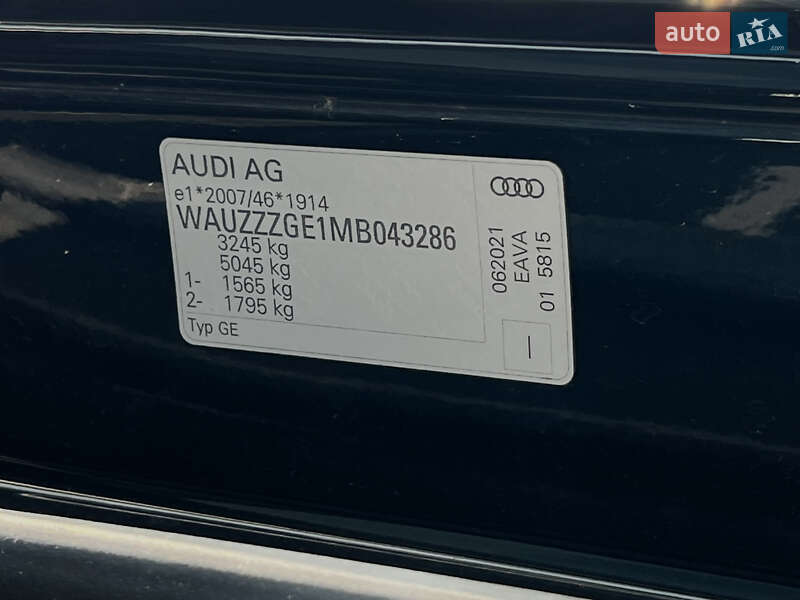 auto RIA .com
AUDI AG
e1*2007/46*1914
WAUZZZGE1MB043286
3245 kg
5045 kg
1- 1565 kg
2- 1795 kg
Typ GE
062021
EAVA
01 5815
I